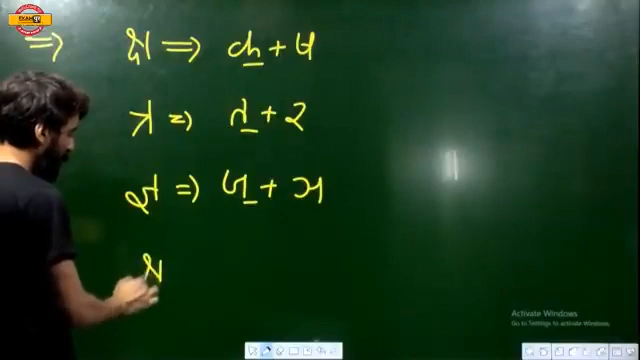 ⇒ क्ष ⇒ क् + ष
त्र ⇒ त् + र
ज्ञ ⇒ ज् + ञ
Activate Windows
Go to Settings to activate Windows.